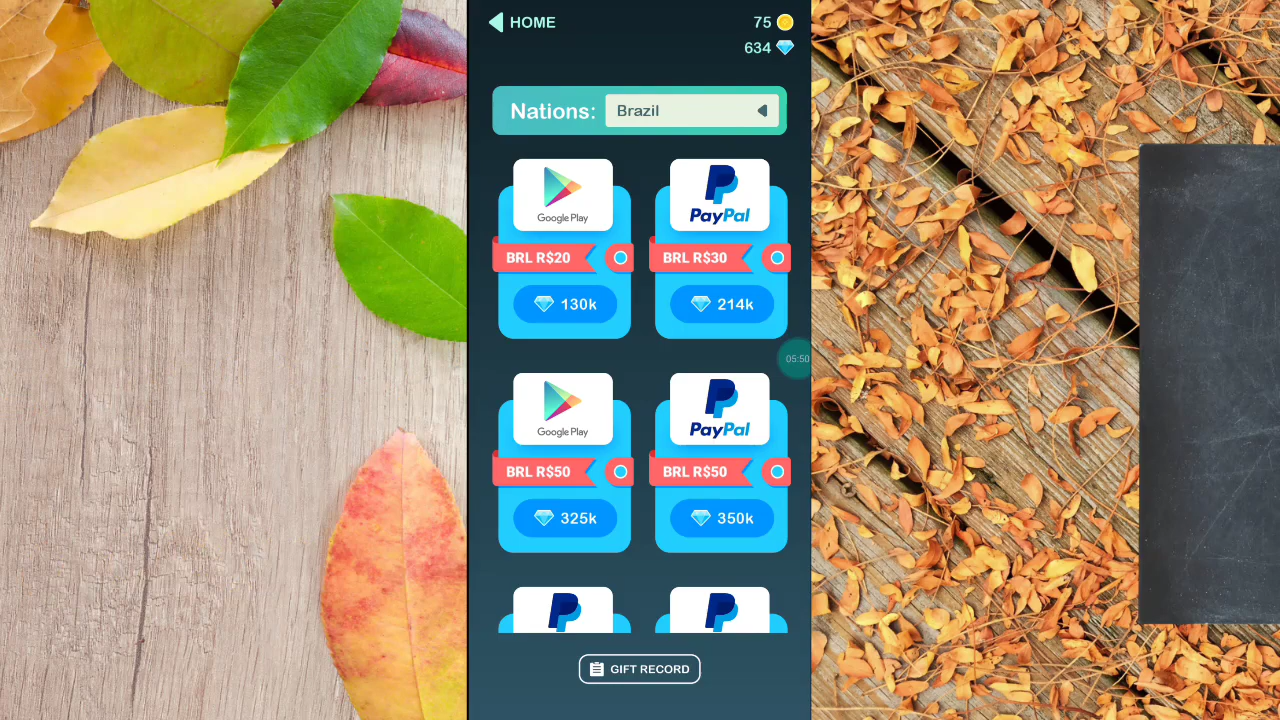 HOME
75
634
Nations: Brazil
Google Play
PayPal
BRL R$20
BRL R$30
130k
214k
05:50
Google Play
PayPal
BRL R$50
BRL R$50
325k
350k
GIFT RECORD